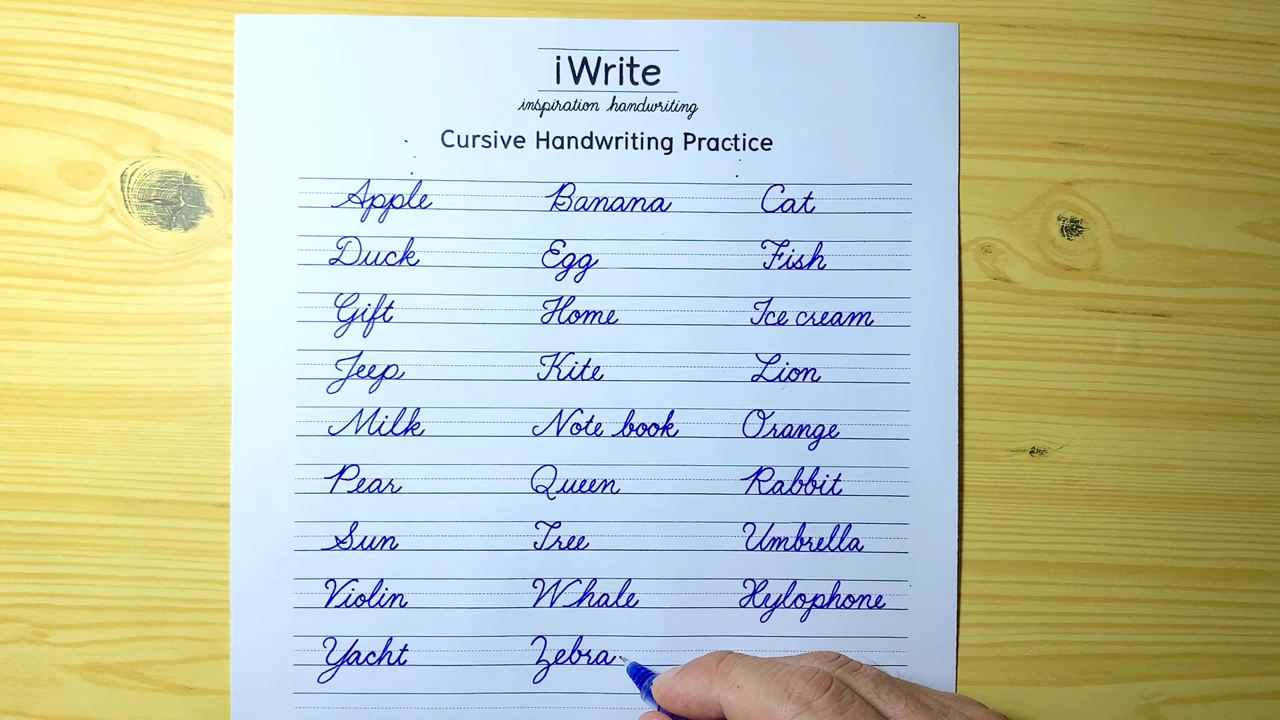 iWrite
inspiration handwriting
Cursive Handwriting Practice
Apple Banana Cat
Duck Egg Fish
Gift Home Ice cream
Jeep Kite Lion
Milk Note book Orange
Pear Queen Rabbit
Sun Tree Umbrella
Violin Whale Hylophone
Yacht Zebra